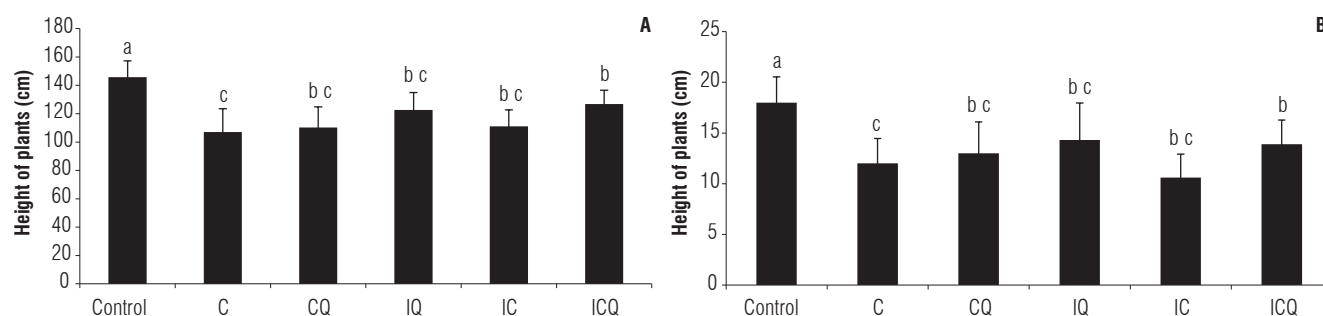 A
Height of plants (cm)
180
160
140
120
100
80
60
40
20
0
a
c
b c
b c
b c
b
Control C CQ IQ IC ICQ
B
Height of plants (cm)
25
20
15
10
5
0
a
c
b c
b c
b c
b
Control C CQ IQ IC ICQ